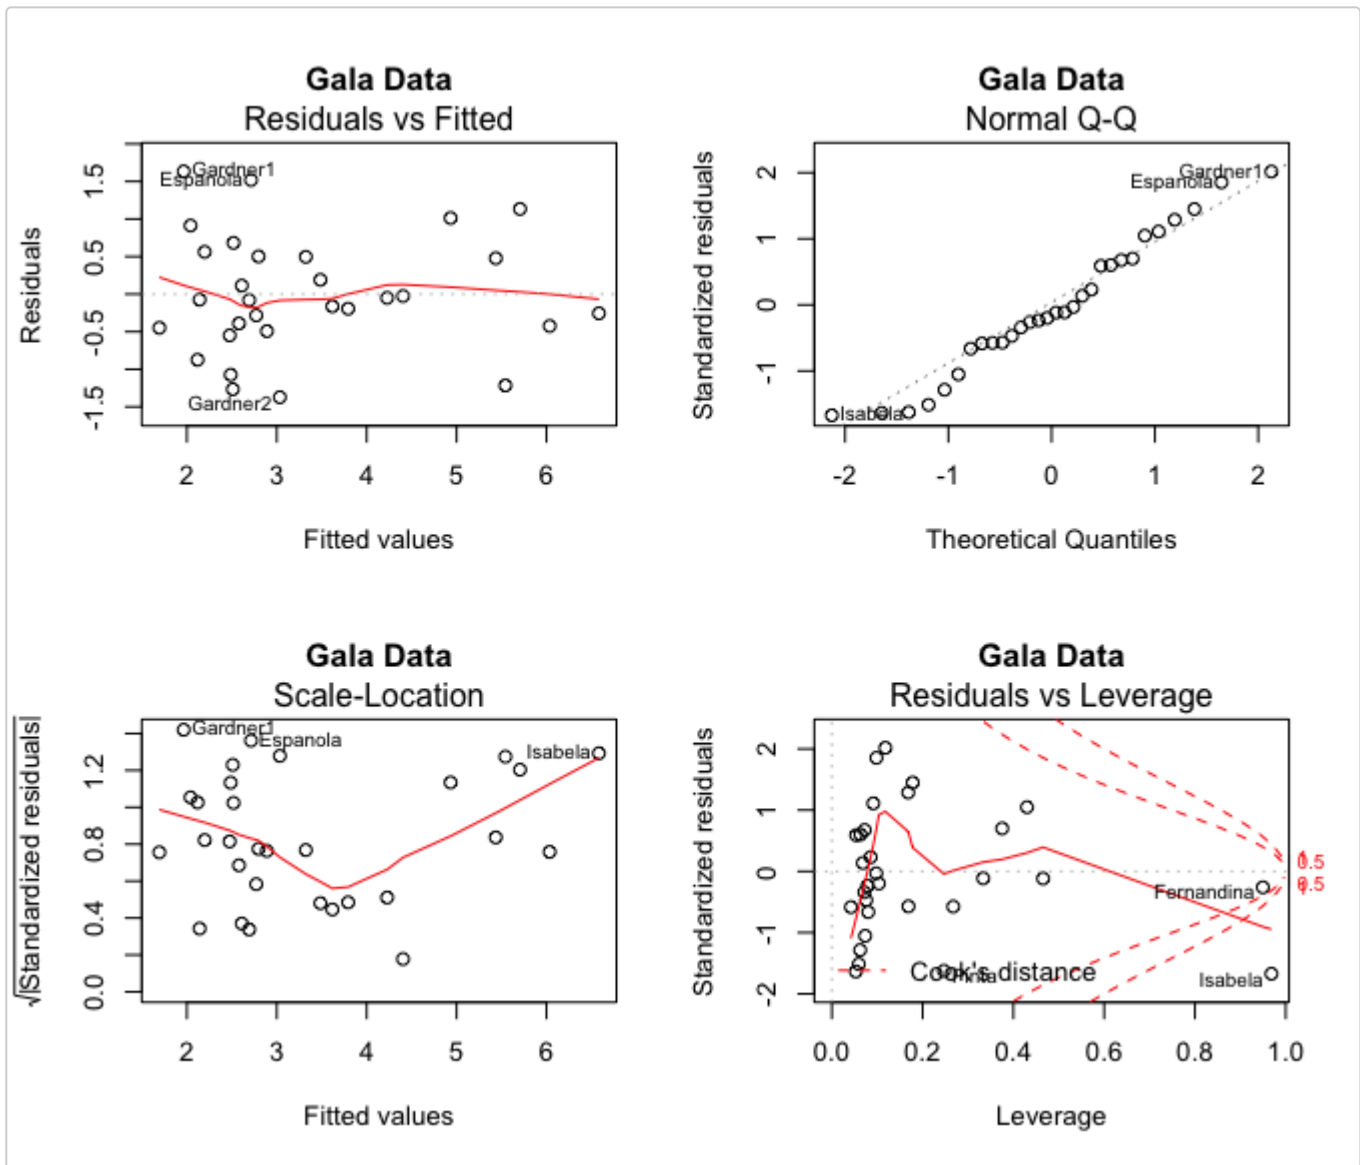 Gala Data
Residuals vs Fitted
Residuals
1.5
0.5
-0.5
-1.5
Gardner1
Espanola
Gardner2
2 3 4 5 6
Fitted values
Gala Data
Normal Q-Q
Standardized residuals
2
1
0
-1
Gardner1
Espanola
Isabela
-2 -1 0 1 2
Theoretical Quantiles
Gala Data
Scale-Location
√|Standardized residuals|
1.2
0.8
0.4
0.0
Gardner1
Espanola
Isabela
2 3 4 5 6
Fitted values
Gala Data
Residuals vs Leverage
Standardized residuals
2
1
0
-1
-2
0.5
0.5
Fernandina
Cook's distance
Isabela
0.0 0.2 0.4 0.6 0.8 1.0
Leverage